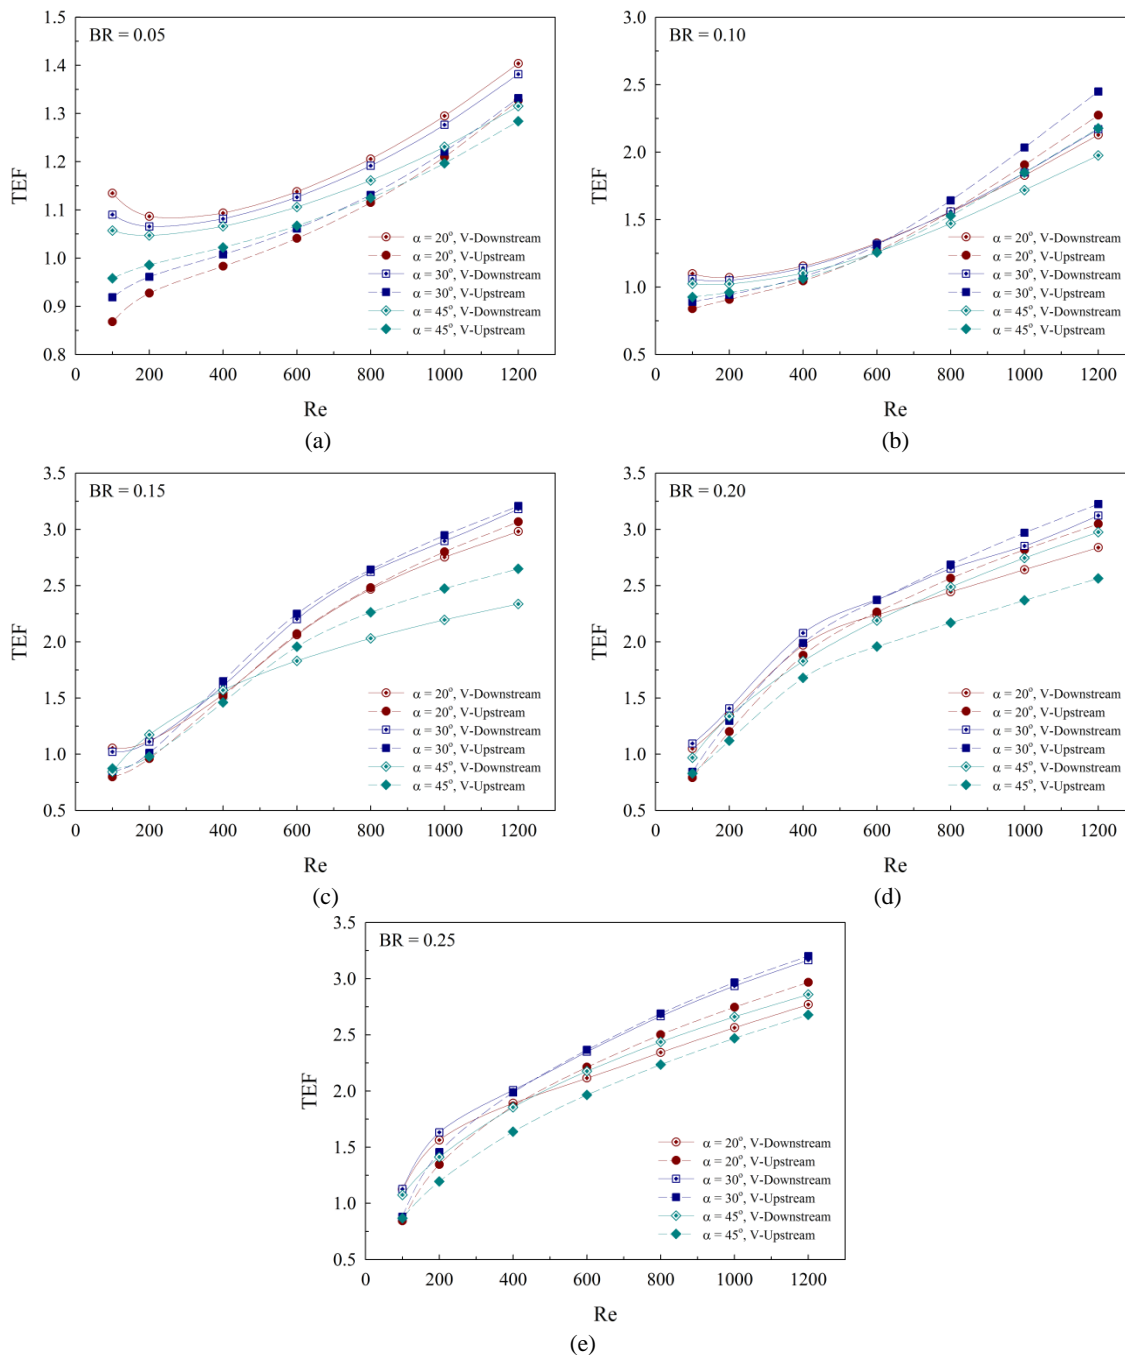 BR = 0.05
1.5
1.4
1.3
1.2
1.1
1.0
0.9
0.8
TEF
α = 20°, V-Downstream
α = 20°, V-Upstream
α = 30°, V-Downstream
α = 30°, V-Upstream
α = 45°, V-Downstream
α = 45°, V-Upstream
0 200 400 600 800 1000 1200
Re
(a)
BR = 0.10
3.0
2.5
2.0
1.5
1.0
0.5
TEF
α = 20°, V-Downstream
α = 20°, V-Upstream
α = 30°, V-Downstream
α = 30°, V-Upstream
α = 45°, V-Downstream
α = 45°, V-Upstream
0 200 400 600 800 1000 1200
Re
(b)
BR = 0.15
3.5
3.0
2.5
2.0
1.5
1.0
0.5
TEF
α = 20°, V-Downstream
α = 20°, V-Upstream
α = 30°, V-Downstream
α = 30°, V-Upstream
α = 45°, V-Downstream
α = 45°, V-Upstream
0 200 400 600 800 1000 1200
Re
(c)
BR = 0.20
3.5
3.0
2.5
2.0
1.5
1.0
0.5
TEF
α = 20°, V-Downstream
α = 20°, V-Upstream
α = 30°, V-Downstream
α = 30°, V-Upstream
α = 45°, V-Downstream
α = 45°, V-Upstream
0 200 400 600 800 1000 1200
Re
(d)
BR = 0.25
3.5
3.0
2.5
2.0
1.5
1.0
0.5
TEF
α = 20°, V-Downstream
α = 20°, V-Upstream
α = 30°, V-Downstream
α = 30°, V-Upstream
α = 45°, V-Downstream
α = 45°, V-Upstream
0 200 400 600 800 1000 1200
Re
(e)